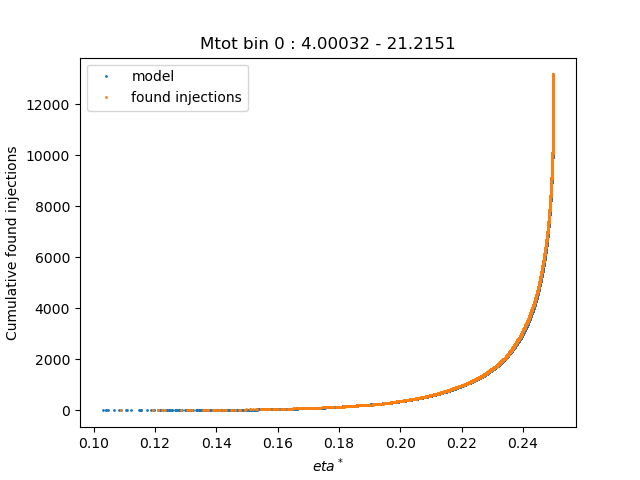 Mtot bin 0 : 4.00032 - 21.2151
model
found injections
Cumulative found injections
12000
10000
8000
6000
4000
2000
0
0.10 0.12 0.14 0.16 0.18 0.20 0.22 0.24
eta*